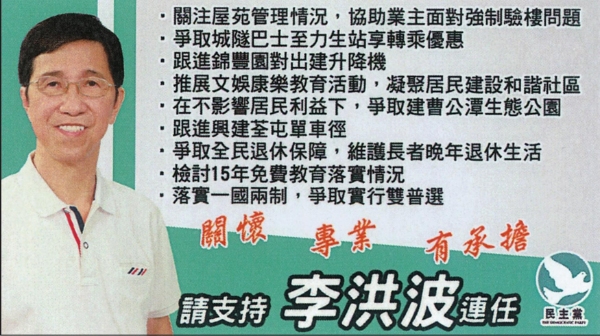 ・關注屋苑管理情況，協助業主面對強制驗樓問題
・爭取城隧巴士至力生站享轉乘優惠
・跟進錦豐園對出建升降機
・推展文娛康樂教育活動，凝聚居民建設和諧社區
・在不影響居民利益下，爭取建曹公潭生態公園
・跟進興建荃屯單車徑
・爭取全民退休保障，維護長者晚年退休生活
・檢討15年免費教育落實情況
・落實一國兩制，爭取實行雙普選
關懷 專業 有承擔
請支持 李洪波 連任
民主黨
THE DEMOCRATIC PARTY